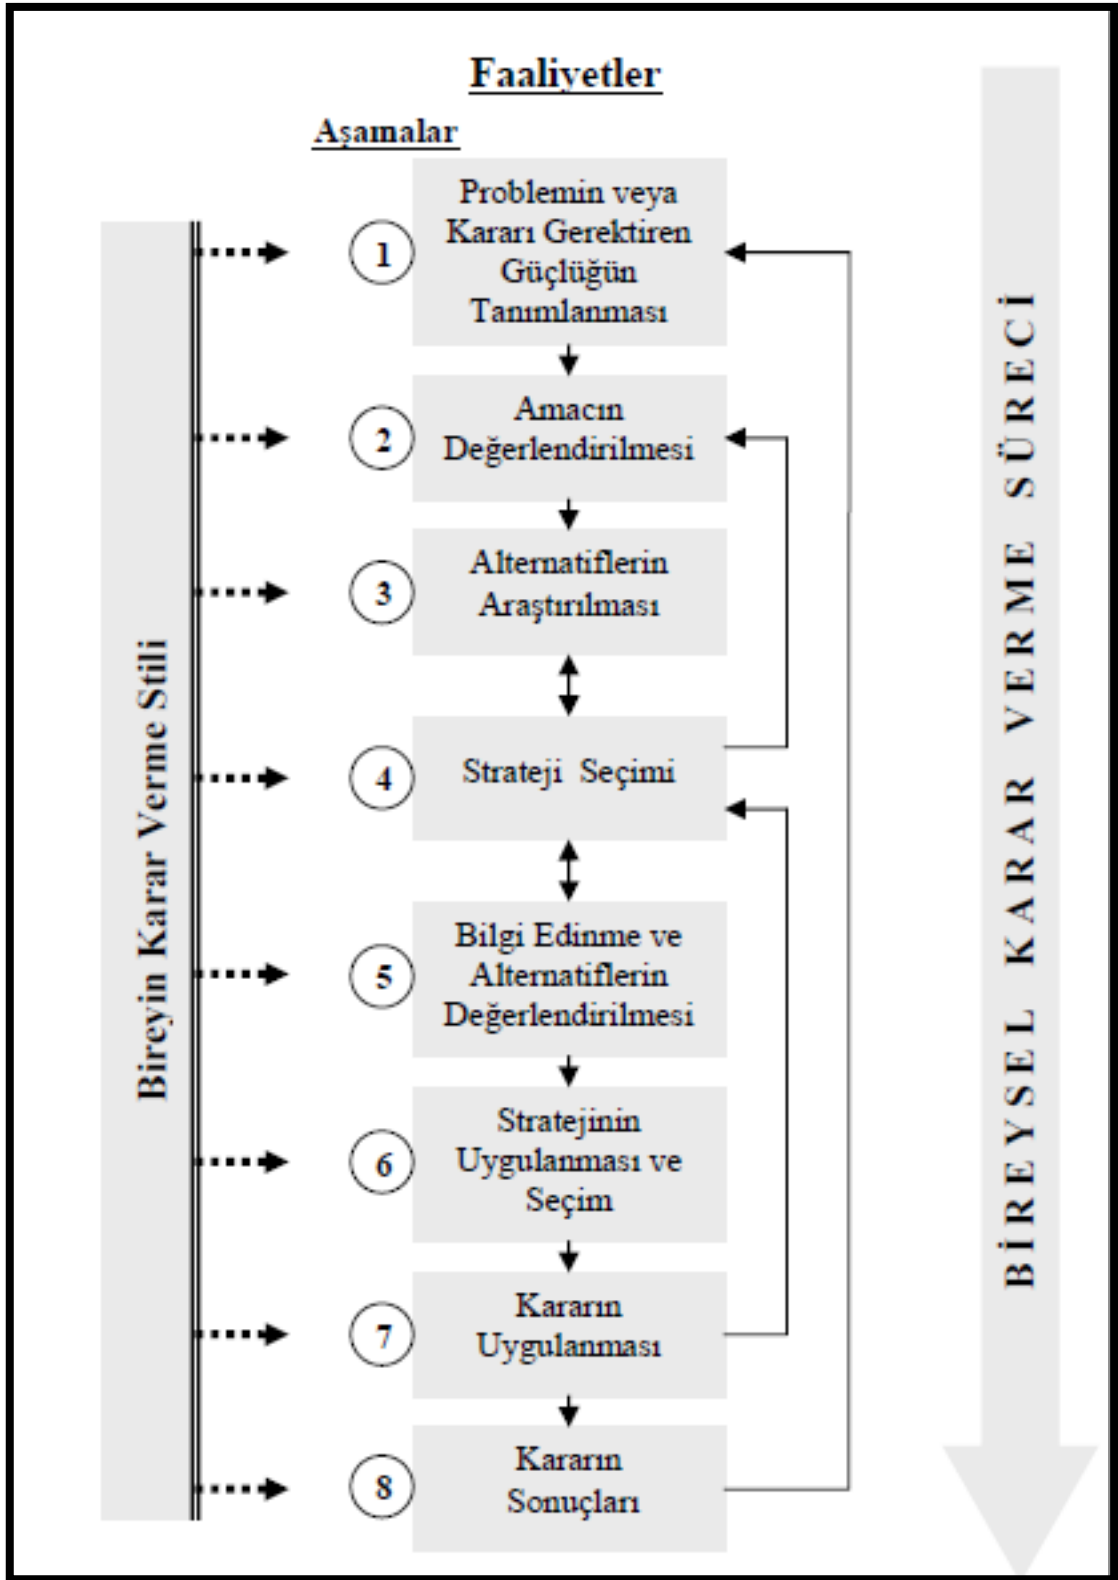 Faaliyetler
Aşamalar
1
Problemin veya
Kararı Gerektiren
Güçlüğün
Tanımlanması
2
Amacın
Değerlendirilmesi
3
Alternatiflerin
Araştırılması
4
Strateji Seçimi
5
Bilgi Edinme ve
Alternatiflerin
Değerlendirilmesi
6
Stratejinin
Uygulanması ve
Seçim
7
Kararın
Uygulanması
8
Kararın
Sonuçları
Bireyin Karar Verme Stili
BİREYSEL KARAR VERME SÜRECİ